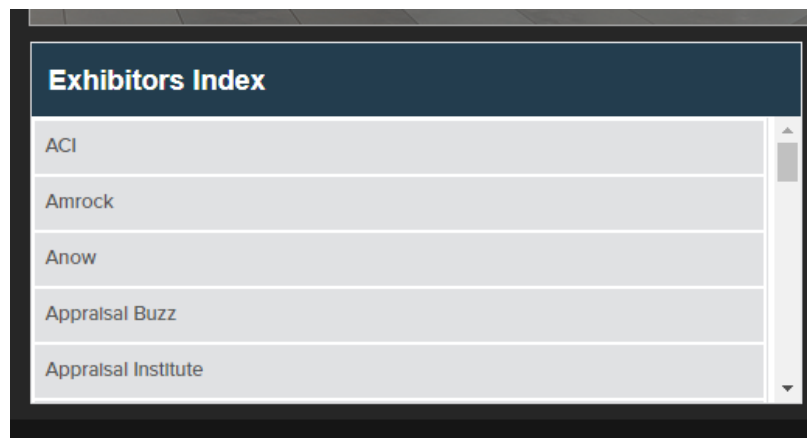 Exhibitors Index
ACI
Amrock
Anow
Appraisal Buzz
Appraisal Institute